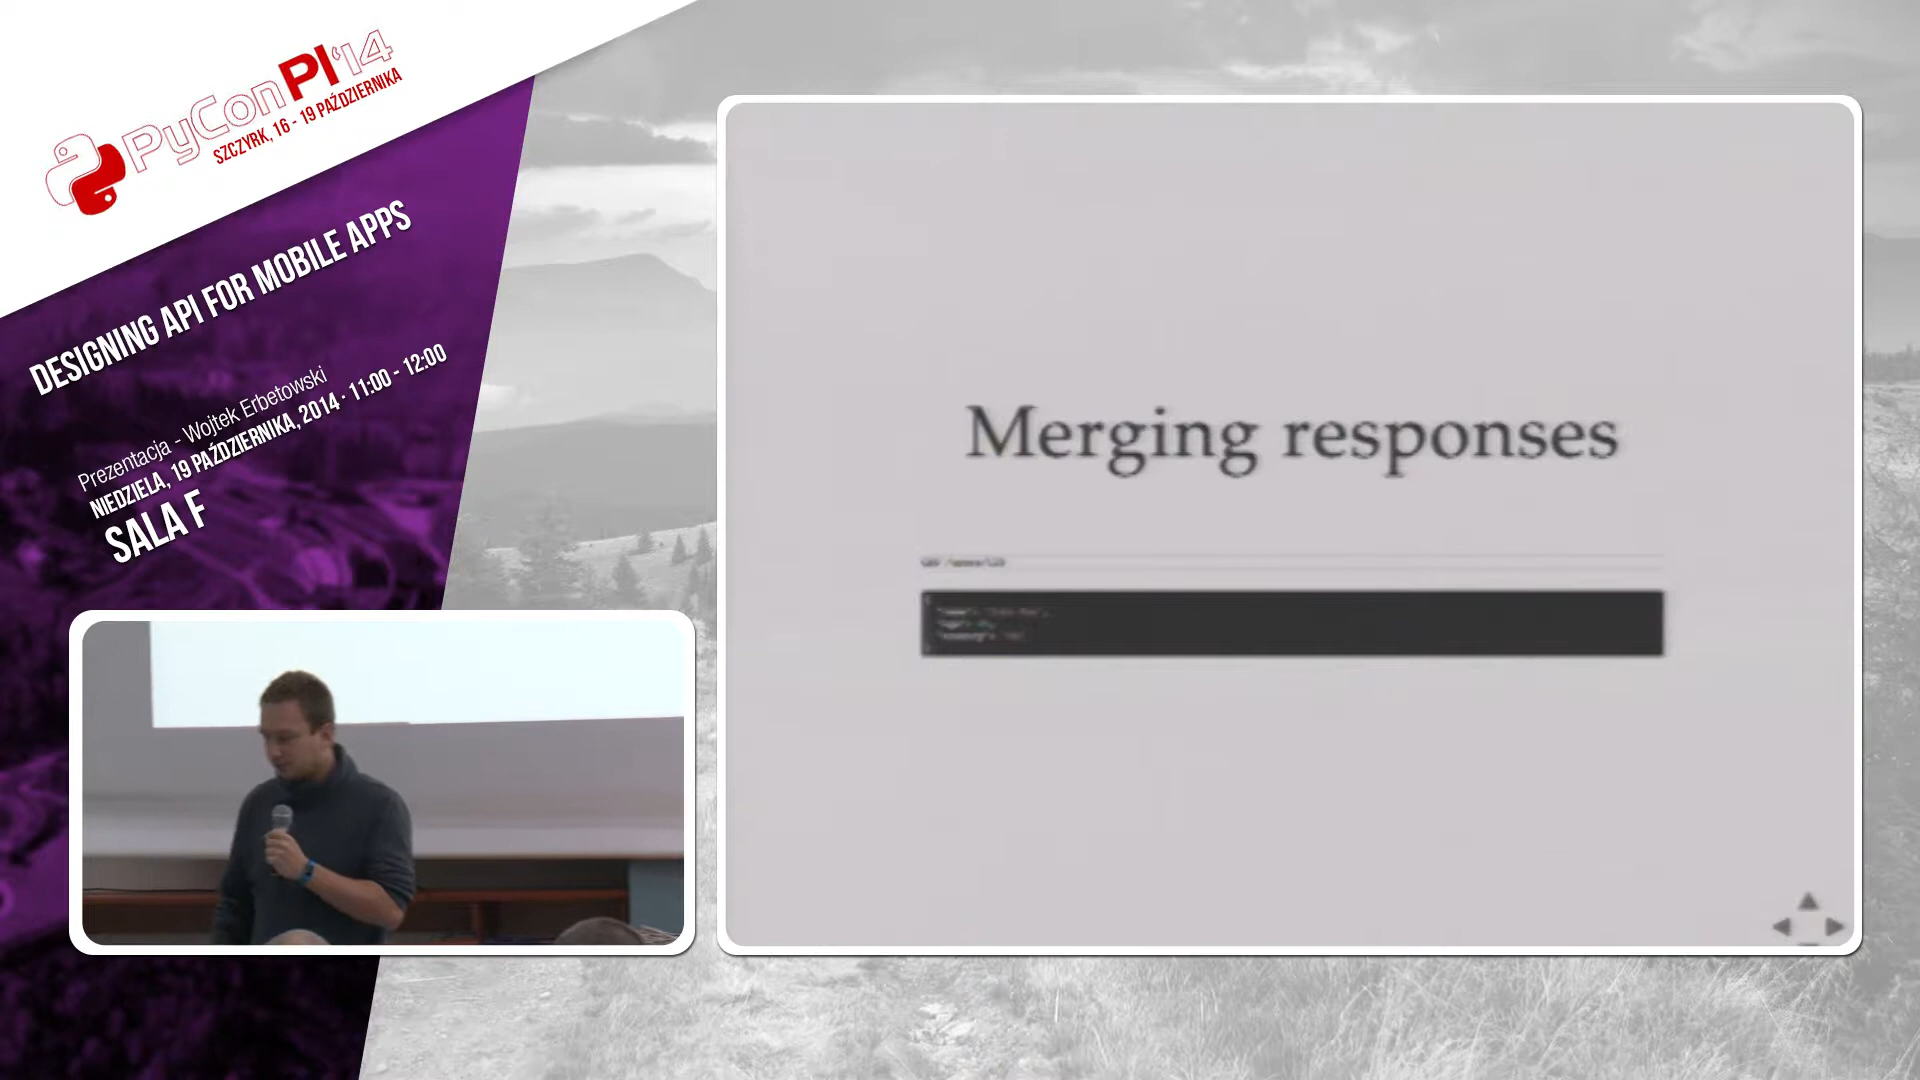 PyConPl'14
SZCZYRK, 16 - 19 PAŹDZIERNIKA
DESIGNING API FOR MOBILE APPS
Prezentacja - Wojtek Erbetowski
NIEDZIELA, 19 PAŹDZIERNIKA, 2014 · 11:00 - 12:00
SALA F
Merging responses